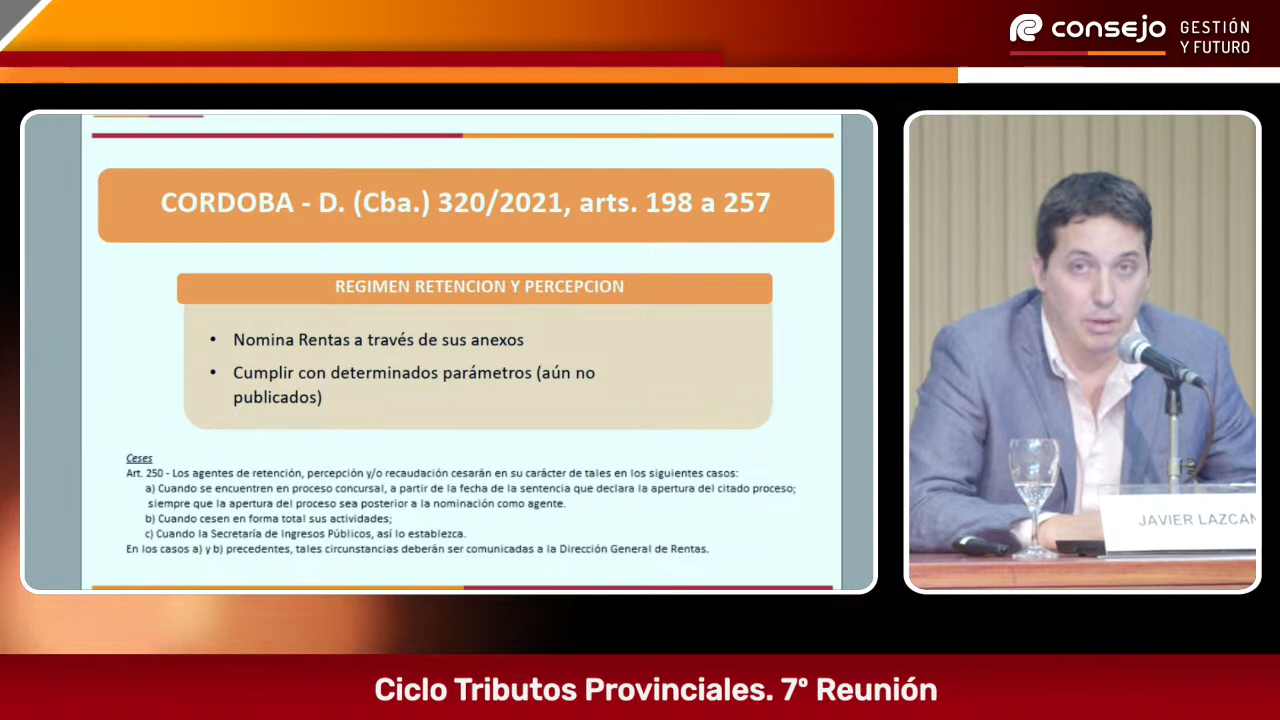 consejo
GESTIÓN
Y FUTURO
CORDOBA - D. (Cba.) 320/2021, arts. 198 a 257
REGIMEN RETENCION Y PERCEPCION
• Nomina Rentas a través de sus anexos
• Cumplir con determinados parámetros (aún no
publicados)
Ceses
Art. 250 - Los agentes de retención, percepción y/o recaudación cesarán en su carácter de tales en los siguientes casos:
a) Cuando se encuentren en proceso concursal, a partir de la fecha de la sentencia que declara la apertura del citado proceso;
siempre que la apertura del proceso sea posterior a la nominación como agente.
b) Cuando cesen en forma total sus actividades;
c) Cuando la Secretaría de Ingresos Públicos, así lo establezca.
En los casos a) y b) precedentes, tales circunstancias deberán ser comunicadas a la Dirección General de Rentas.
JAVIER LAZCAN
Ciclo Tributos Provinciales. 7º Reunión